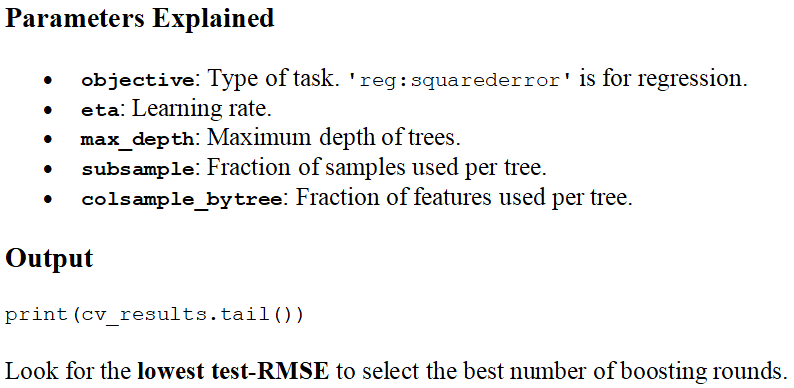 Parameters Explained
• objective: Type of task. 'reg:squarederror' is for regression.
• eta: Learning rate.
• max_depth: Maximum depth of trees.
• subsample: Fraction of samples used per tree.
• colsample_bytree: Fraction of features used per tree.
Output
print(cv_results.tail())
Look for the lowest test-RMSE to select the best number of boosting rounds.